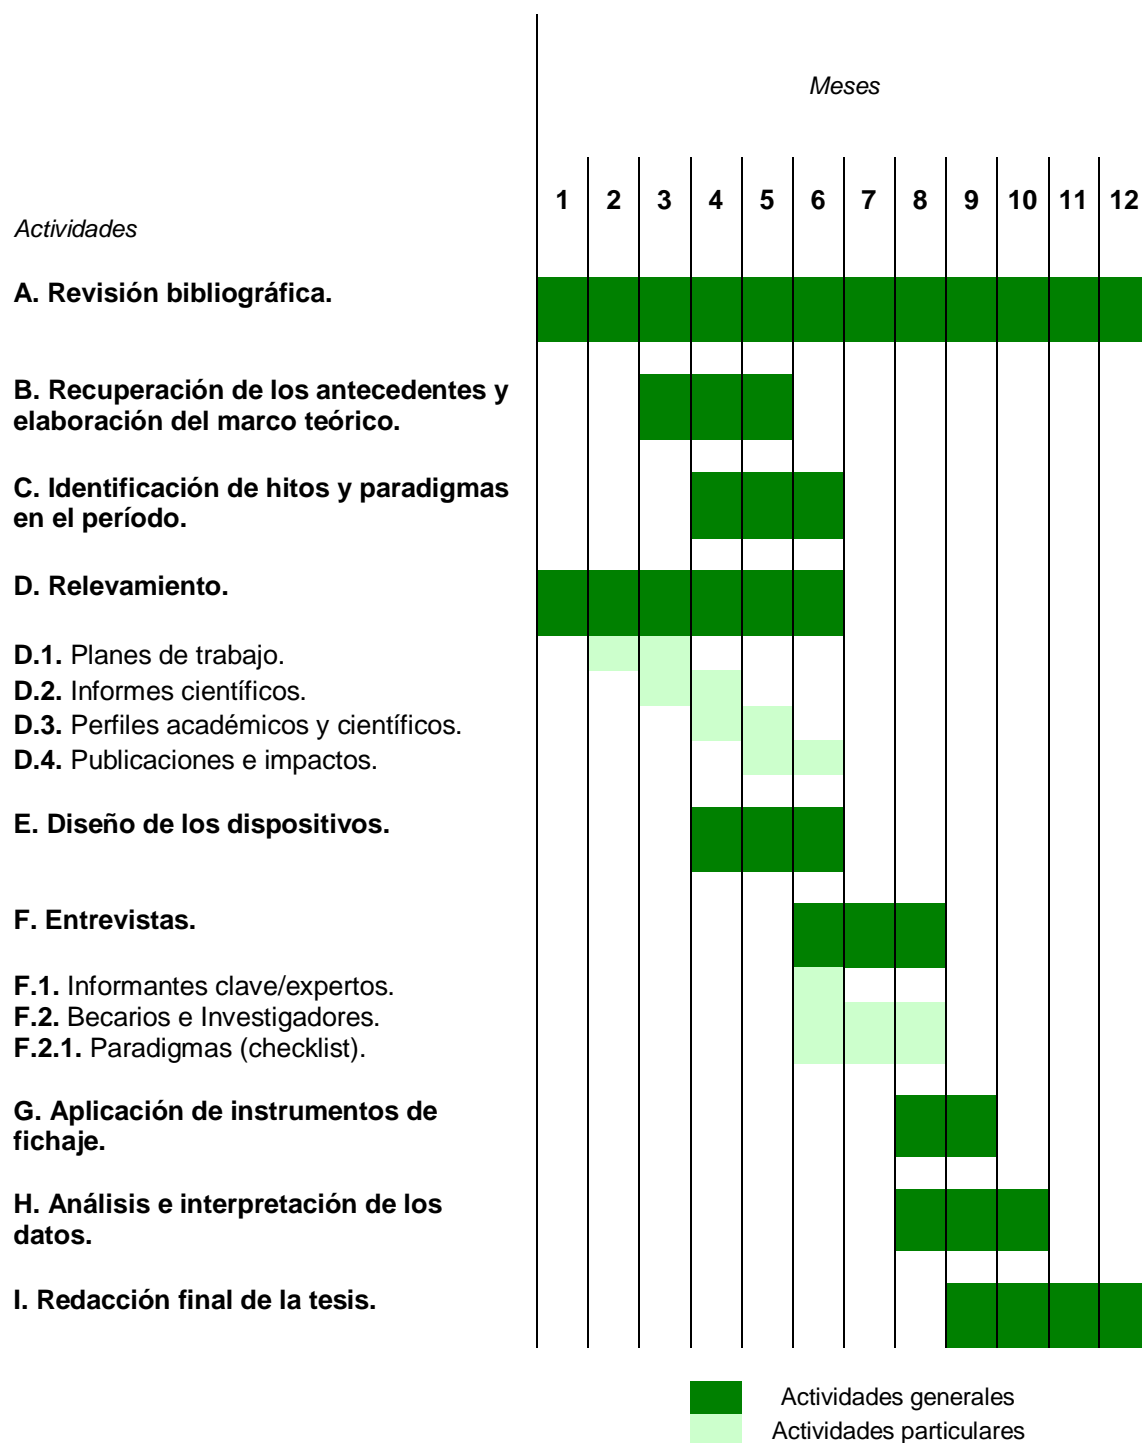 Meses
1 2 3 4 5 6 7 8 9 10 11 12
Actividades
A. Revisión bibliográfica.
B. Recuperación de los antecedentes y
elaboración del marco teórico.
C. Identificación de hitos y paradigmas
en el período.
D. Relevamiento.
D.1. Planes de trabajo.
D.2. Informes científicos.
D.3. Perfiles académicos y científicos.
D.4. Publicaciones e impactos.
E. Diseño de los dispositivos.
F. Entrevistas.
F.1. Informantes clave/expertos.
F.2. Becarios e Investigadores.
F.2.1. Paradigmas (checklist).
G. Aplicación de instrumentos de
fichaje.
H. Análisis e interpretación de los
datos.
I. Redacción final de la tesis.
Actividades generales
Actividades particulares